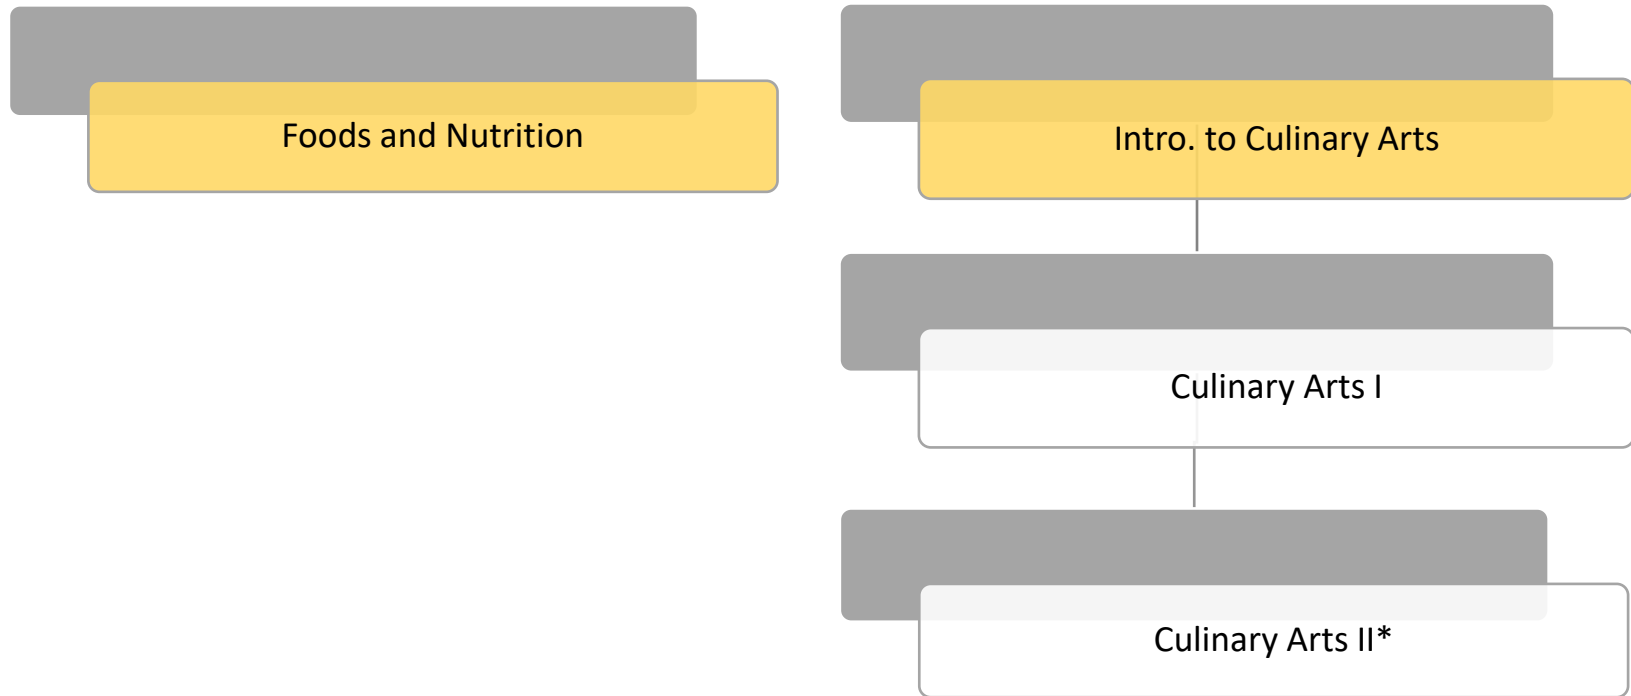 Foods and Nutrition
Intro. to Culinary Arts
Culinary Arts I
Culinary Arts II*